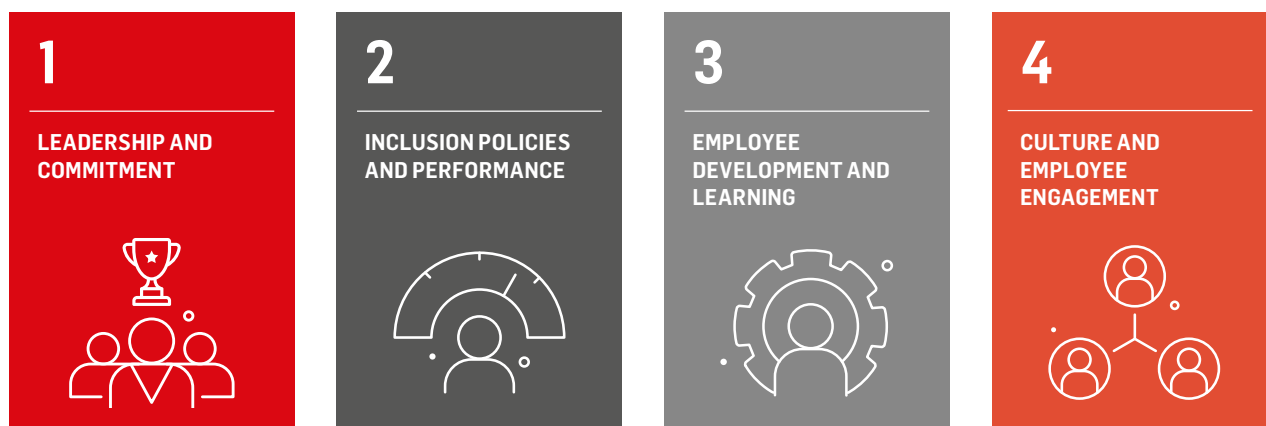 1
LEADERSHIP AND
COMMITMENT
2
INCLUSION POLICIES
AND PERFORMANCE
3
EMPLOYEE
DEVELOPMENT AND
LEARNING
4
CULTURE AND
EMPLOYEE
ENGAGEMENT